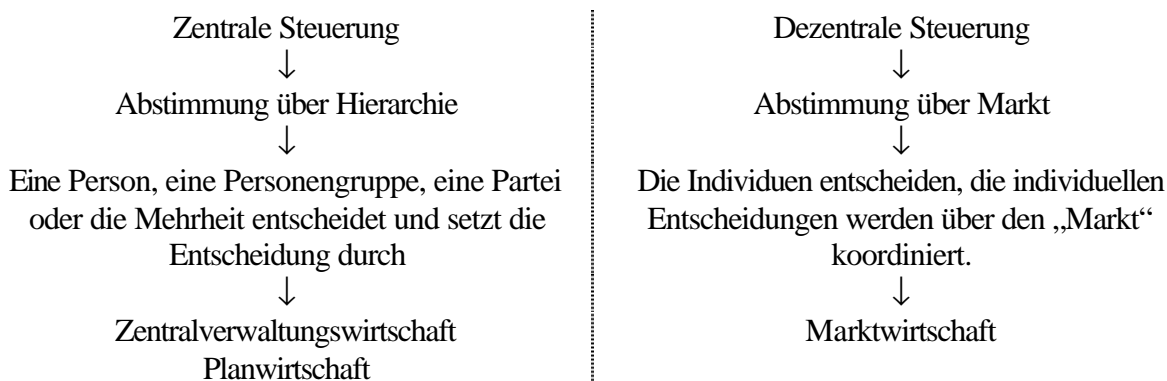 Zentrale Steuerung
↓
Abstimmung über Hierarchie
↓
Eine Person, eine Personengruppe, eine Partei
oder die Mehrheit entscheidet und setzt die
Entscheidung durch
↓
Zentralverwaltungswirtschaft
Planwirtschaft
Dezentrale Steuerung
↓
Abstimmung über Markt
↓
Die Individuen entscheiden, die individuellen
Entscheidungen werden über den „Markt“
koordiniert.
↓
Marktwirtschaft